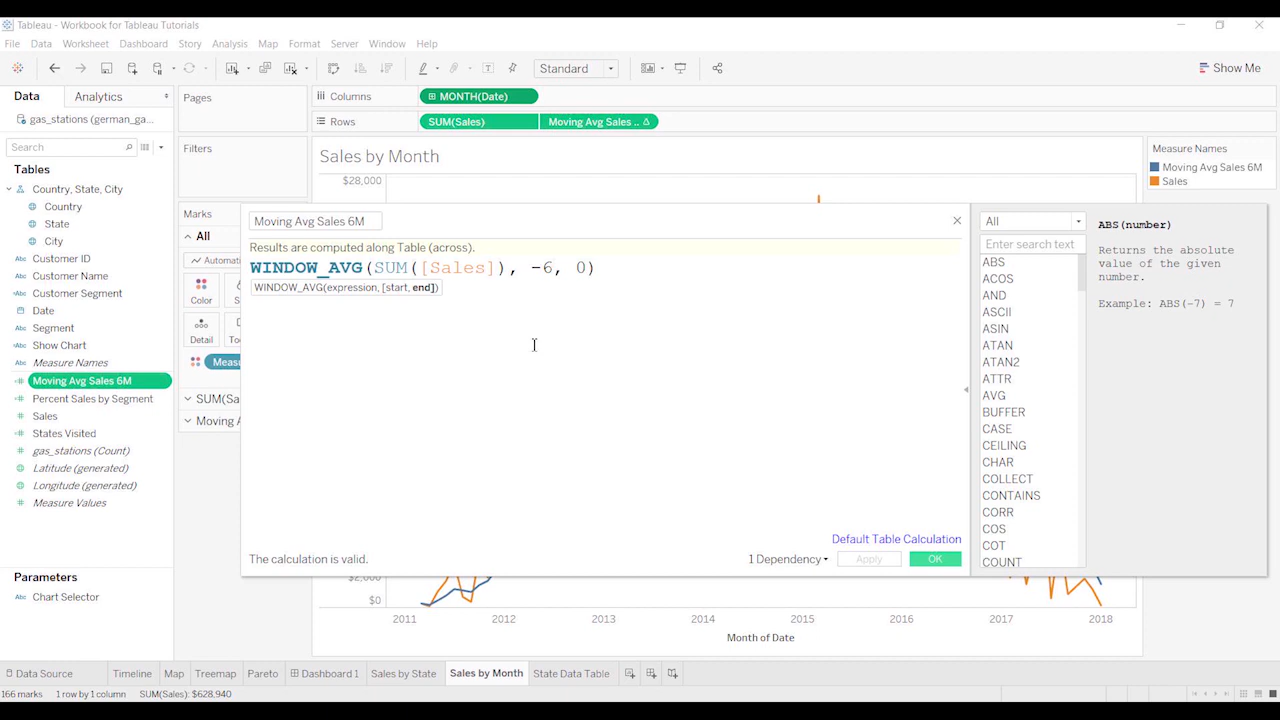 Tableau - Workbook for Tableau Tutorials
File Data Worksheet Dashboard Story Analysis Map Format Server Window Help
Standard
Show Me
Data Analytics
gas_stations (german_ga...
Search
Tables
Country, State, City
Country
State
City
Customer ID
Abc Customer Name
Abc Customer Segment
Date
Abc Segment
Abc Show Chart
Abc Measure Names
Moving Avg Sales 6M
Percent Sales by Segment
Sales
States Visited
gas_stations (Count)
Latitude (generated)
Longitude (generated)
Measure Values
Parameters
Abc Chart Selector
Pages
Filters
Marks
All
Automati
Color
Detail
Measu
SUM(Sa
Moving A
Columns
MONTH(Date)
Rows
SUM(Sales)
Moving Avg Sales ..
Sales by Month
$28,000
Measure Names
Moving Avg Sales 6M
Sales
Moving Avg Sales 6M
Results are computed along Table (across).
WINDOW_AVG(SUM([Sales]), -6, 0)
WINDOW_AVG(expression, [start, end])
Default Table Calculation
The calculation is valid.
1 Dependency
Apply
OK
All
Enter search text
ABS
ACOS
AND
ASCII
ASIN
ATAN
ATAN2
ATTR
AVG
BUFFER
CASE
CEILING
CHAR
COLLECT
CONTAINS
CORR
COS
COT
COUNT
ABS(number)
Returns the absolute
value of the given
number.
Example: ABS(-7) = 7
$2,000
$0
2011 2012 2013 2014 2015 2016 2017 2018
Month of Date
Data Source Timeline Map Treemap Pareto Dashboard 1 Sales by State Sales by Month State Data Table
166 marks 1 row by 1 column SUM(Sales): $628,940